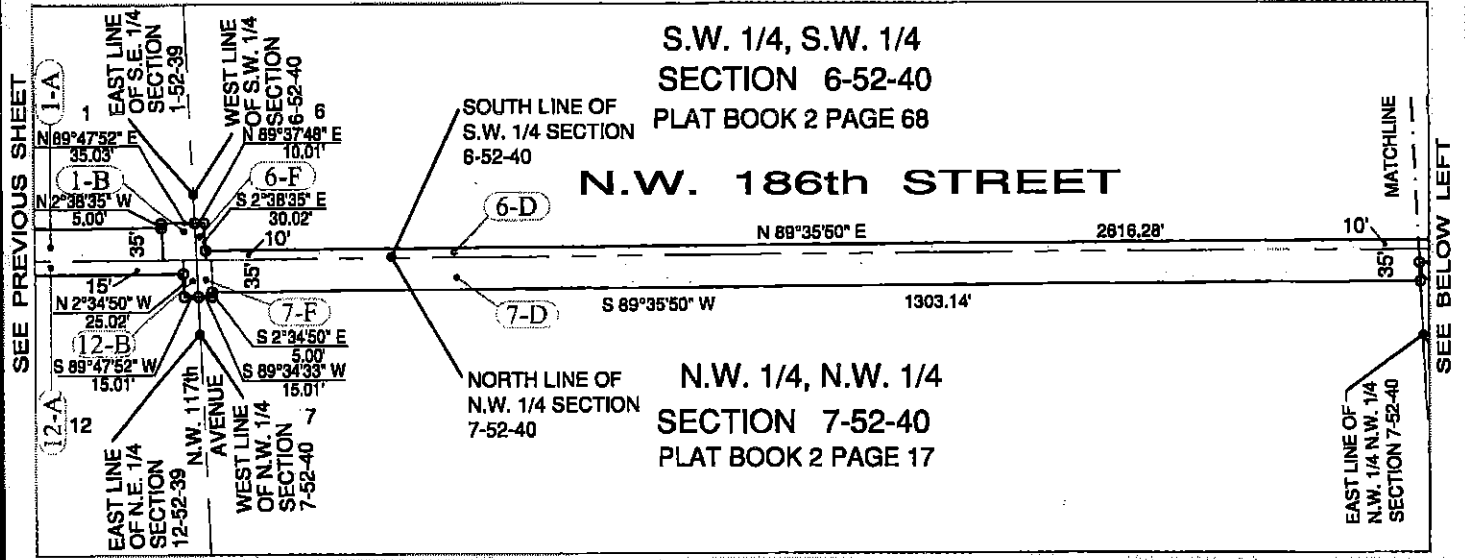 SEE PREVIOUS SHEET
1-A
1
EAST LINE
OF S.E. 1/4
SECTION
1-52-39
WEST LINE
OF S.W. 1/4
SECTION
6-52-40
6
N 89°47'52" E
35.03'
N 89°37'48" E
10.01'
1-B
6-F
N 2°38'35" W
5.00'
S 2°38'35" E
30.02'
35'
10'
SOUTH LINE OF
S.W. 1/4 SECTION
6-52-40
S.W. 1/4, S.W. 1/4
SECTION 6-52-40
PLAT BOOK 2 PAGE 68
N.W. 186th STREET
6-D
N 89°35'50" E
2616.28'
10'
35'
MATCHLINE
SEE BELOW LEFT
15'
35'
N 2°34'50" W
25.02'
12-B
S 89°47'52" W
15.01'
7-F
S 2°34'50" E
5.00'
S 89°34'33" W
15.01'
7-D
S 89°35'50" W
1303.14'
12-A
12
EAST LINE
OF N.E. 1/4
SECTION
12-52-39
N.W. 117th
AVENUE
WEST LINE
OF N.W. 1/4
SECTION
7-52-40
7
NORTH LINE OF
N.W. 1/4 SECTION
7-52-40
N.W. 1/4, N.W. 1/4
SECTION 7-52-40
PLAT BOOK 2 PAGE 17
EAST LINE OF
N.W. 1/4 N.W. 1/4
SECTION 7-52-40